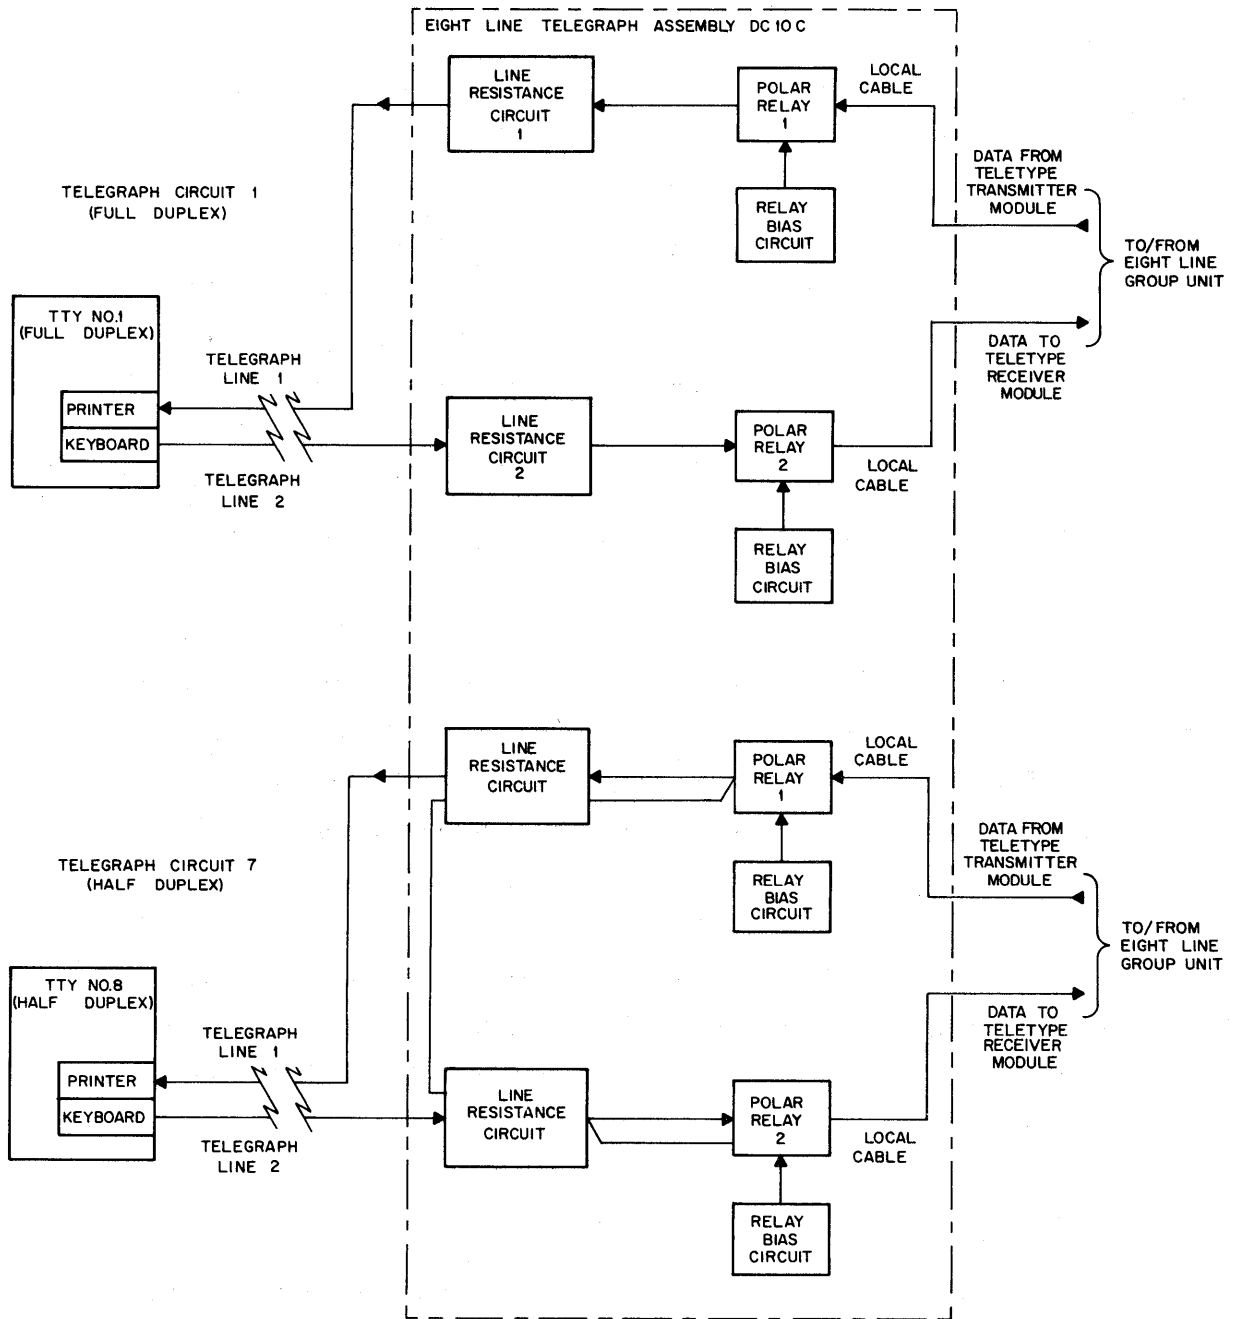 EIGHT LINE TELEGRAPH ASSEMBLY DC10C
LINE
RESISTANCE
CIRCUIT
1
POLAR
RELAY
1
LOCAL
CABLE
RELAY
BIAS
CIRCUIT
DATA FROM
TELETYPE
TRANSMITTER
MODULE
TO/FROM
EIGHT LINE
GROUP UNIT
TELEGRAPH CIRCUIT 1
(FULL DUPLEX)
TTY NO.1
(FULL DUPLEX)
PRINTER
KEYBOARD
TELEGRAPH
LINE 1
TELEGRAPH
LINE 2
LINE
RESISTANCE
CIRCUIT
2
POLAR
RELAY
2
LOCAL
CABLE
RELAY
BIAS
CIRCUIT
DATA TO
TELETYPE
RECEIVER
MODULE
LINE
RESISTANCE
CIRCUIT
POLAR
RELAY
1
LOCAL
CABLE
RELAY
BIAS
CIRCUIT
DATA FROM
TELETYPE
TRANSMITTER
MODULE
TO/FROM
EIGHT LINE
GROUP UNIT
TELEGRAPH CIRCUIT 7
(HALF DUPLEX)
TTY NO.8
(HALF DUPLEX)
PRINTER
KEYBOARD
TELEGRAPH
LINE 1
TELEGRAPH
LINE 2
LINE
RESISTANCE
CIRCUIT
POLAR
RELAY
2
LOCAL
CABLE
RELAY
BIAS
CIRCUIT
DATA TO
TELETYPE
RECEIVER
MODULE